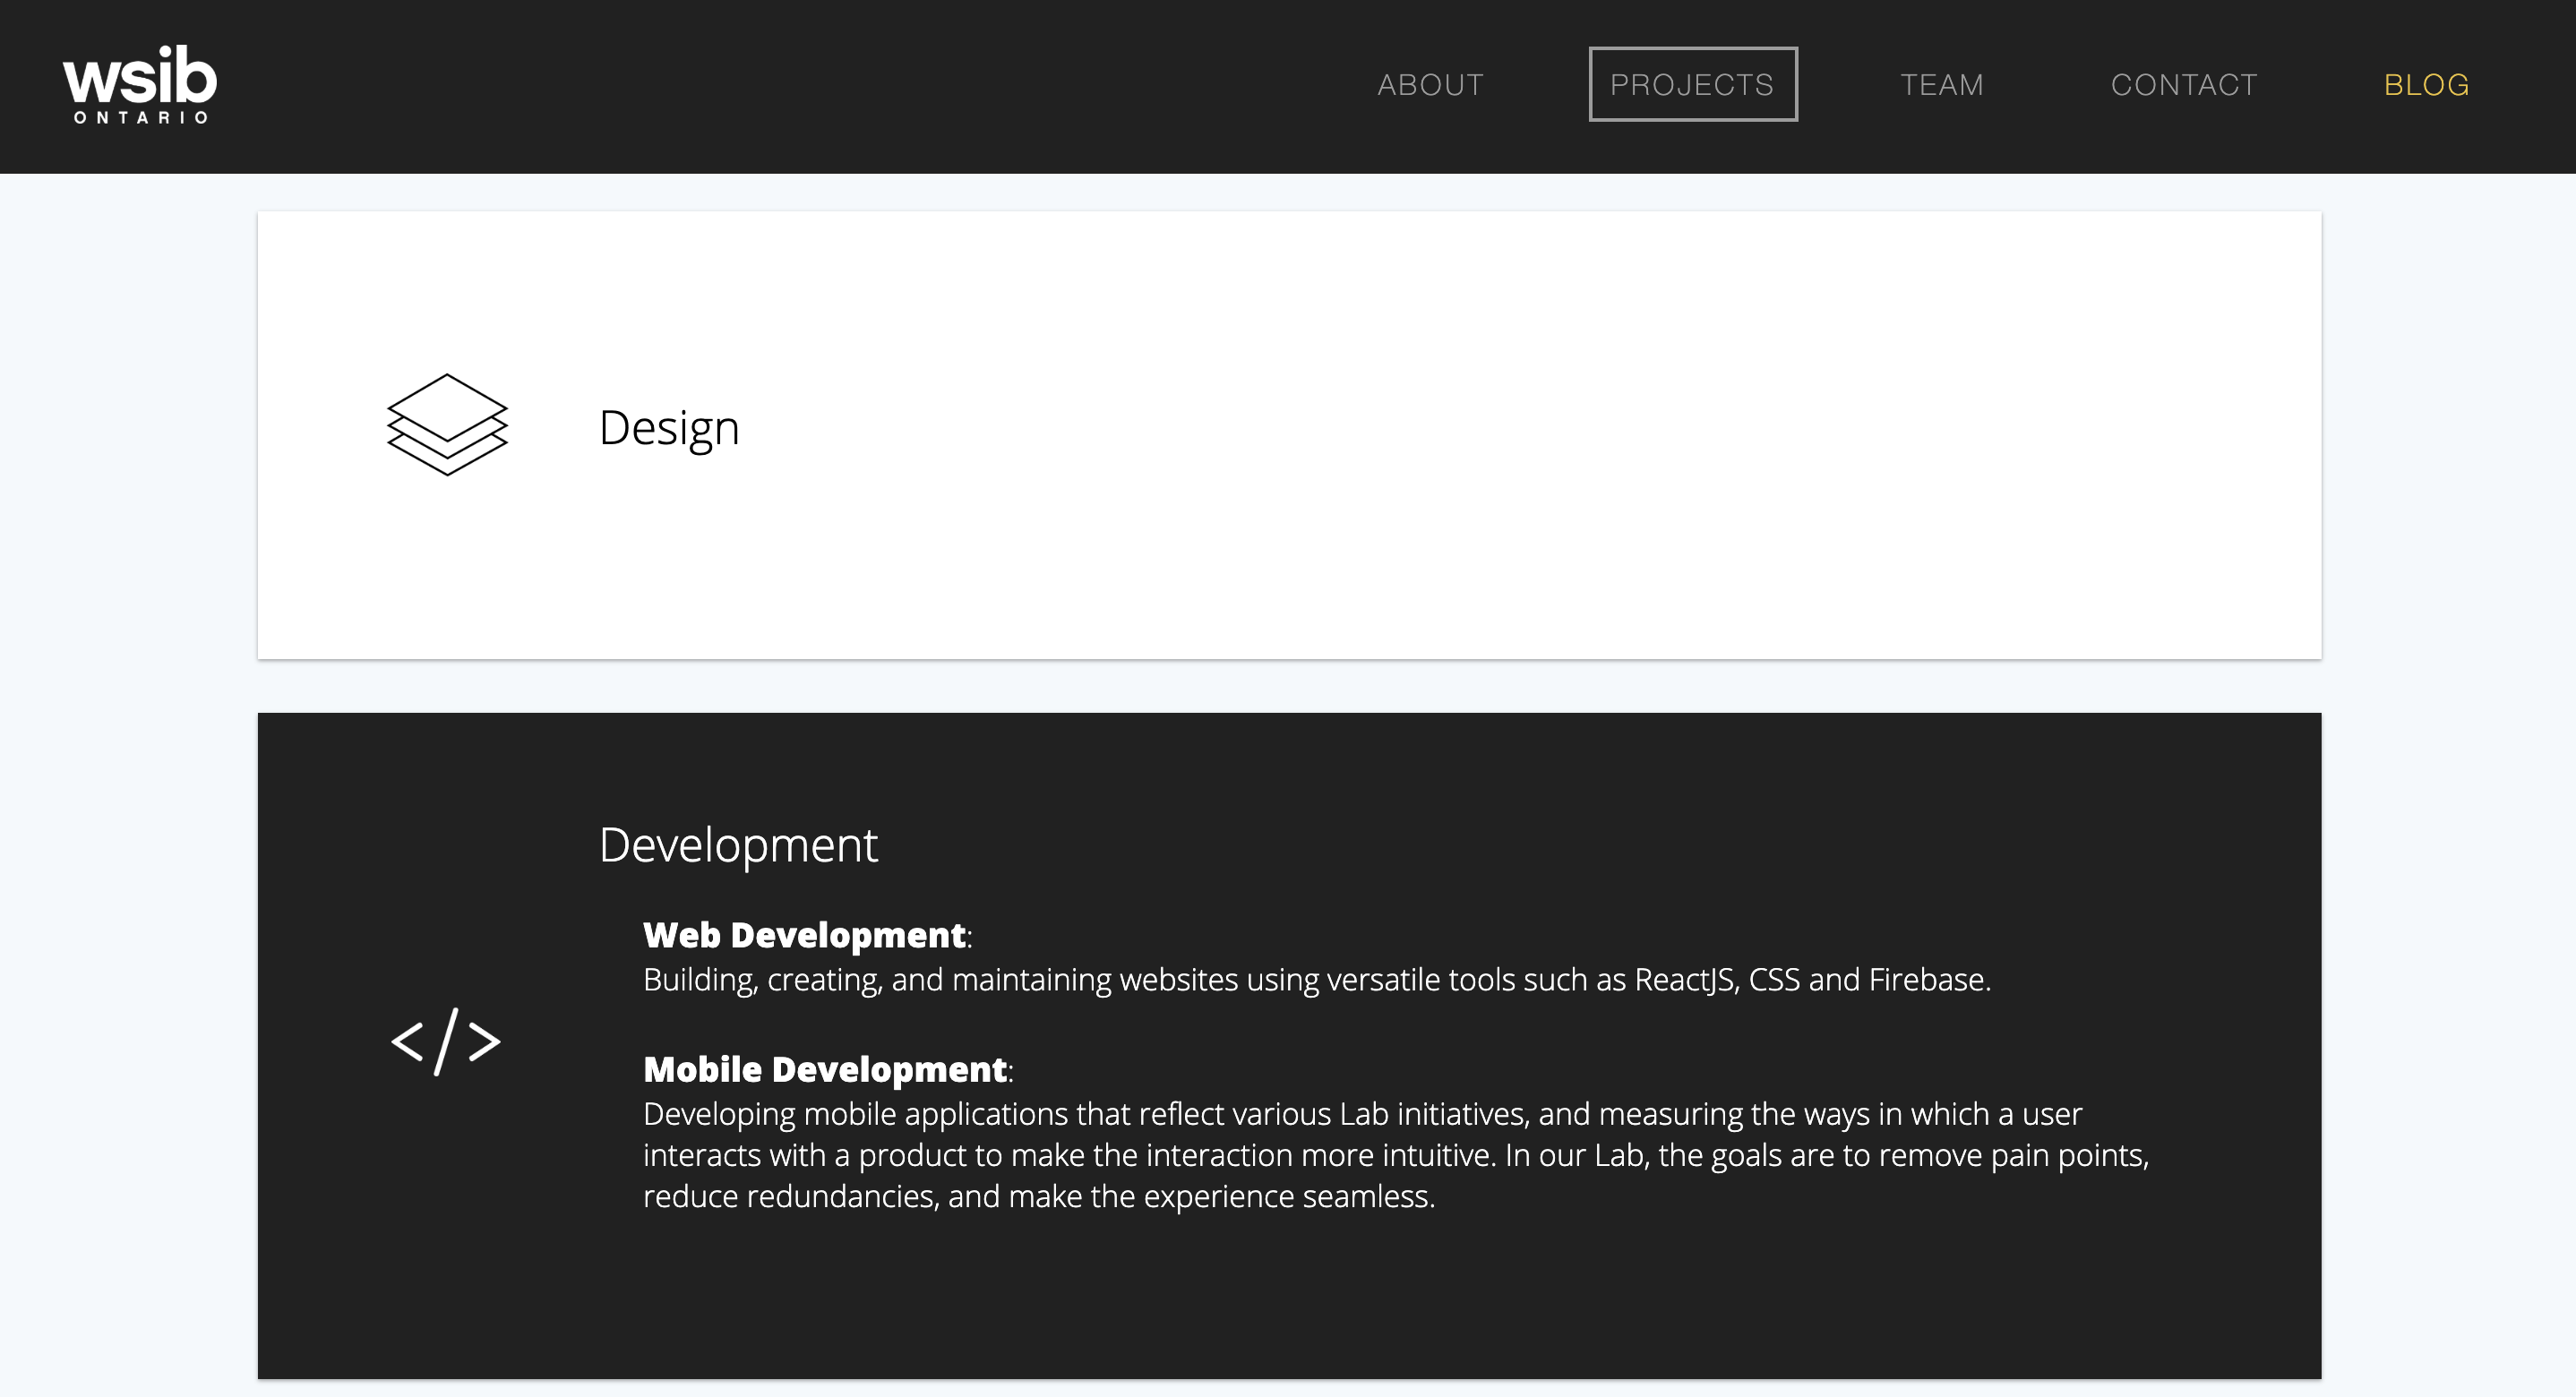 wsib
ONTARIO
ABOUT
PROJECTS
TEAM
CONTACT
BLOG
Design
Development
Web Development:
Building, creating, and maintaining websites using versatile tools such as ReactJS, CSS and Firebase.
</>
Mobile Development:
Developing mobile applications that reflect various Lab initiatives, and measuring the ways in which a user
interacts with a product to make the interaction more intuitive. In our Lab, the goals are to remove pain points,
reduce redundancies, and make the experience seamless.